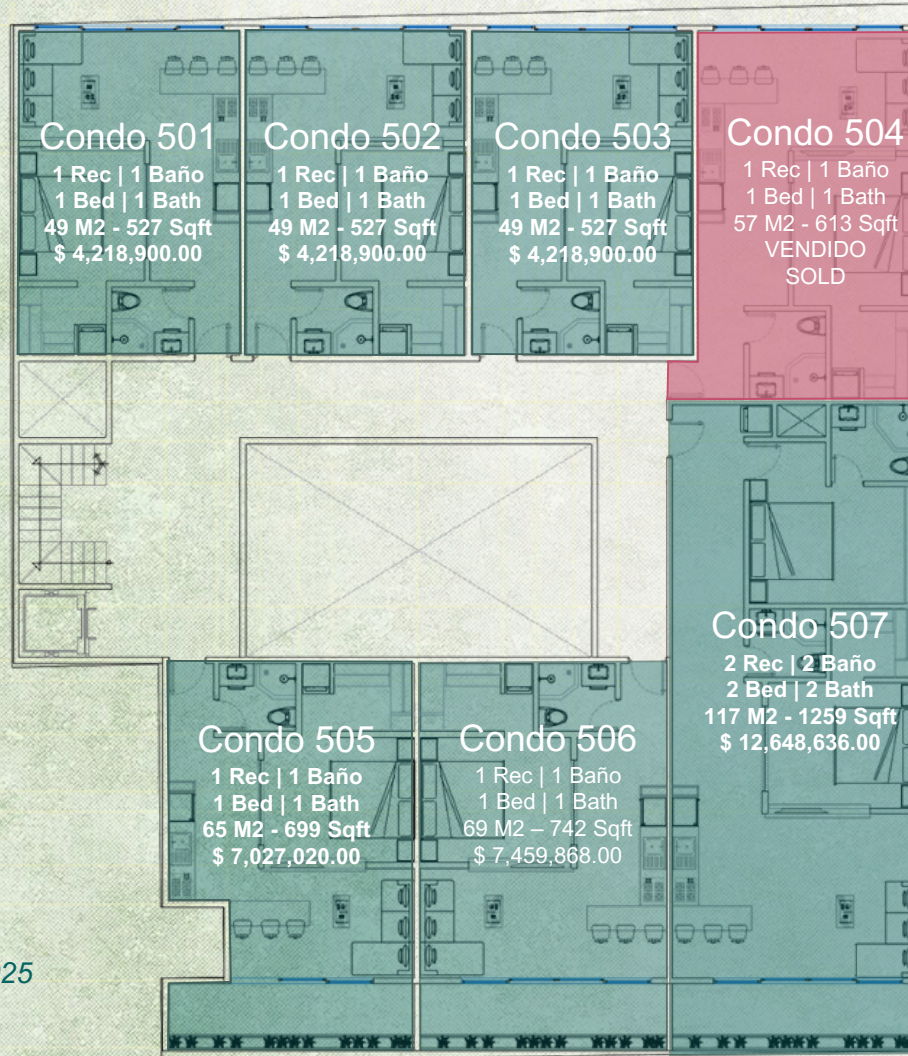 Condo 501
1 Rec | 1 Baño
1 Bed | 1 Bath
49 M2 - 527 Sqft
$ 4,218,900.00
Condo 502
1 Rec | 1 Baño
1 Bed | 1 Bath
49 M2 - 527 Sqft
$ 4,218,900.00
Condo 503
1 Rec | 1 Baño
1 Bed | 1 Bath
49 M2 - 527 Sqft
$ 4,218,900.00
Condo 504
1 Rec | 1 Baño
1 Bed | 1 Bath
57 M2 - 613 Sqft
VENDIDO
SOLD
Condo 505
1 Rec | 1 Baño
1 Bed | 1 Bath
65 M2 - 699 Sqft
$ 7,027,020.00
Condo 506
1 Rec | 1 Baño
1 Bed | 1 Bath
69 M2 – 742 Sqft
$ 7,459,868.00
Condo 507
2 Rec | 2 Baño
2 Bed | 2 Bath
117 M2 - 1259 Sqft
$ 12,648,636.00
25